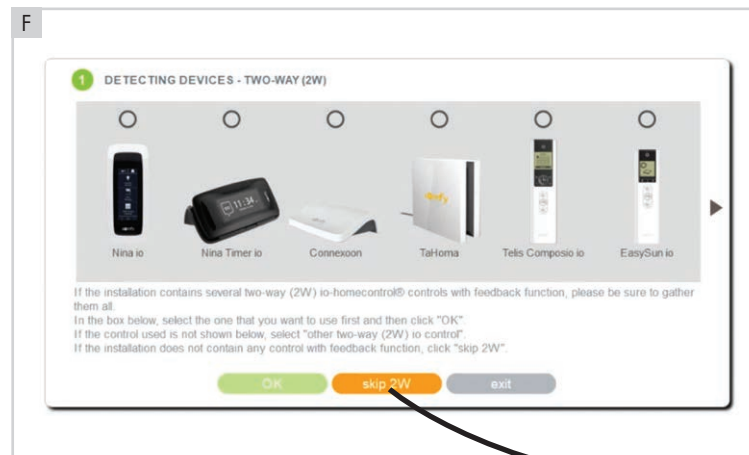 F
1 DETECTING DEVICES - TWO-WAY (2W)
Nina io Nina Timer io Connexoon TaHoma Telis Composio io EasySun io
11:34
somfy
If the installation contains several two-way (2W) io-homecontrol® controls with feedback function, please be sure to gather
them all.
In the box below, select the one that you want to use first and then click "OK".
If the control used is not shown below, select "other two-way (2W) io control".
If the installation does not contain any control with feedback function, click "skip 2W".
OK skip 2W exit